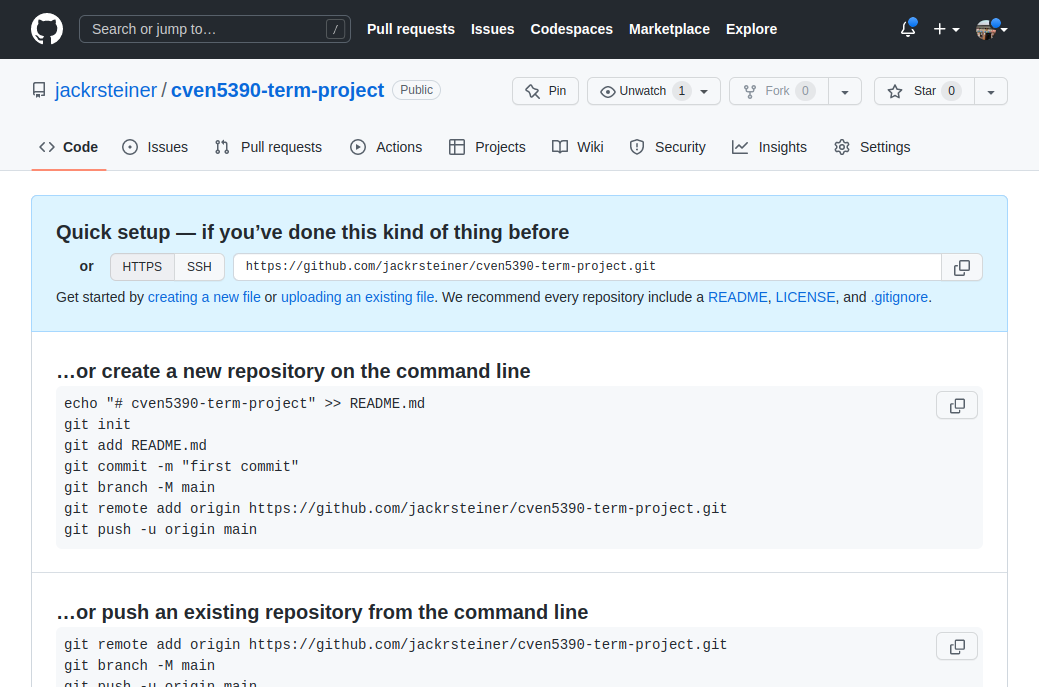 Search or jump to… /
Pull requests Issues Codespaces Marketplace Explore
jackrsteiner / cven5390-term-project Public
Pin Unwatch 1 Fork 0 Star 0
Code Issues Pull requests Actions Projects Wiki Security Insights Settings
Quick setup — if you’ve done this kind of thing before
or HTTPS SSH https://github.com/jackrsteiner/cven5390-term-project.git
Get started by creating a new file or uploading an existing file. We recommend every repository include a README, LICENSE, and .gitignore.
…or create a new repository on the command line
echo "# cven5390-term-project" >> README.md
git init
git add README.md
git commit -m "first commit"
git branch -M main
git remote add origin https://github.com/jackrsteiner/cven5390-term-project.git
git push -u origin main
…or push an existing repository from the command line
git remote add origin https://github.com/jackrsteiner/cven5390-term-project.git
git branch -M main
git push -u origin main